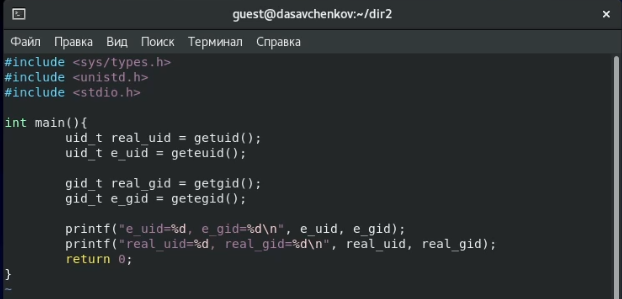 guest@dasavchenkov:~/dir2
Файл Правка Вид Поиск Терминал Справка
#include <sys/types.h>
#include <unistd.h>
#include <stdio.h>
int main(){
        uid_t real_uid = getuid();
        uid_t e_uid = geteuid();
        gid_t real_gid = getgid();
        gid_t e_gid = getegid();
        printf("e_uid=%d, e_gid=%d\n", e_uid, e_gid);
        printf("real_uid=%d, real_gid=%d\n", real_uid, real_gid);
        return 0;
}
~